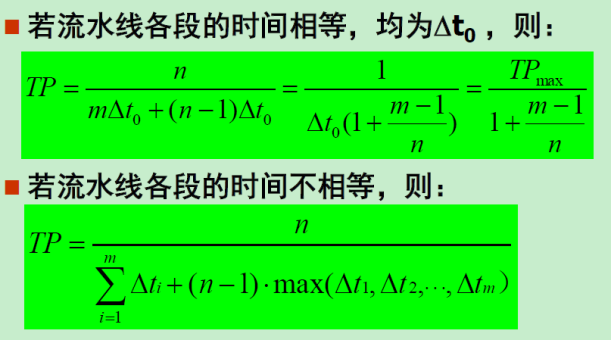 ■ 若流水线各段的时间相等，均为Δt₀，则：
TP = n / (mΔt₀ + (n − 1)Δt₀) = 1 / (Δt₀(1 + (m − 1)/n)) = TP_max / (1 + (m − 1)/n)
■ 若流水线各段的时间不相等，则：
TP = n / (∑_{i=1}^{m} Δt_i + (n − 1) · max(Δt₁, Δt₂, ···, Δt_m))